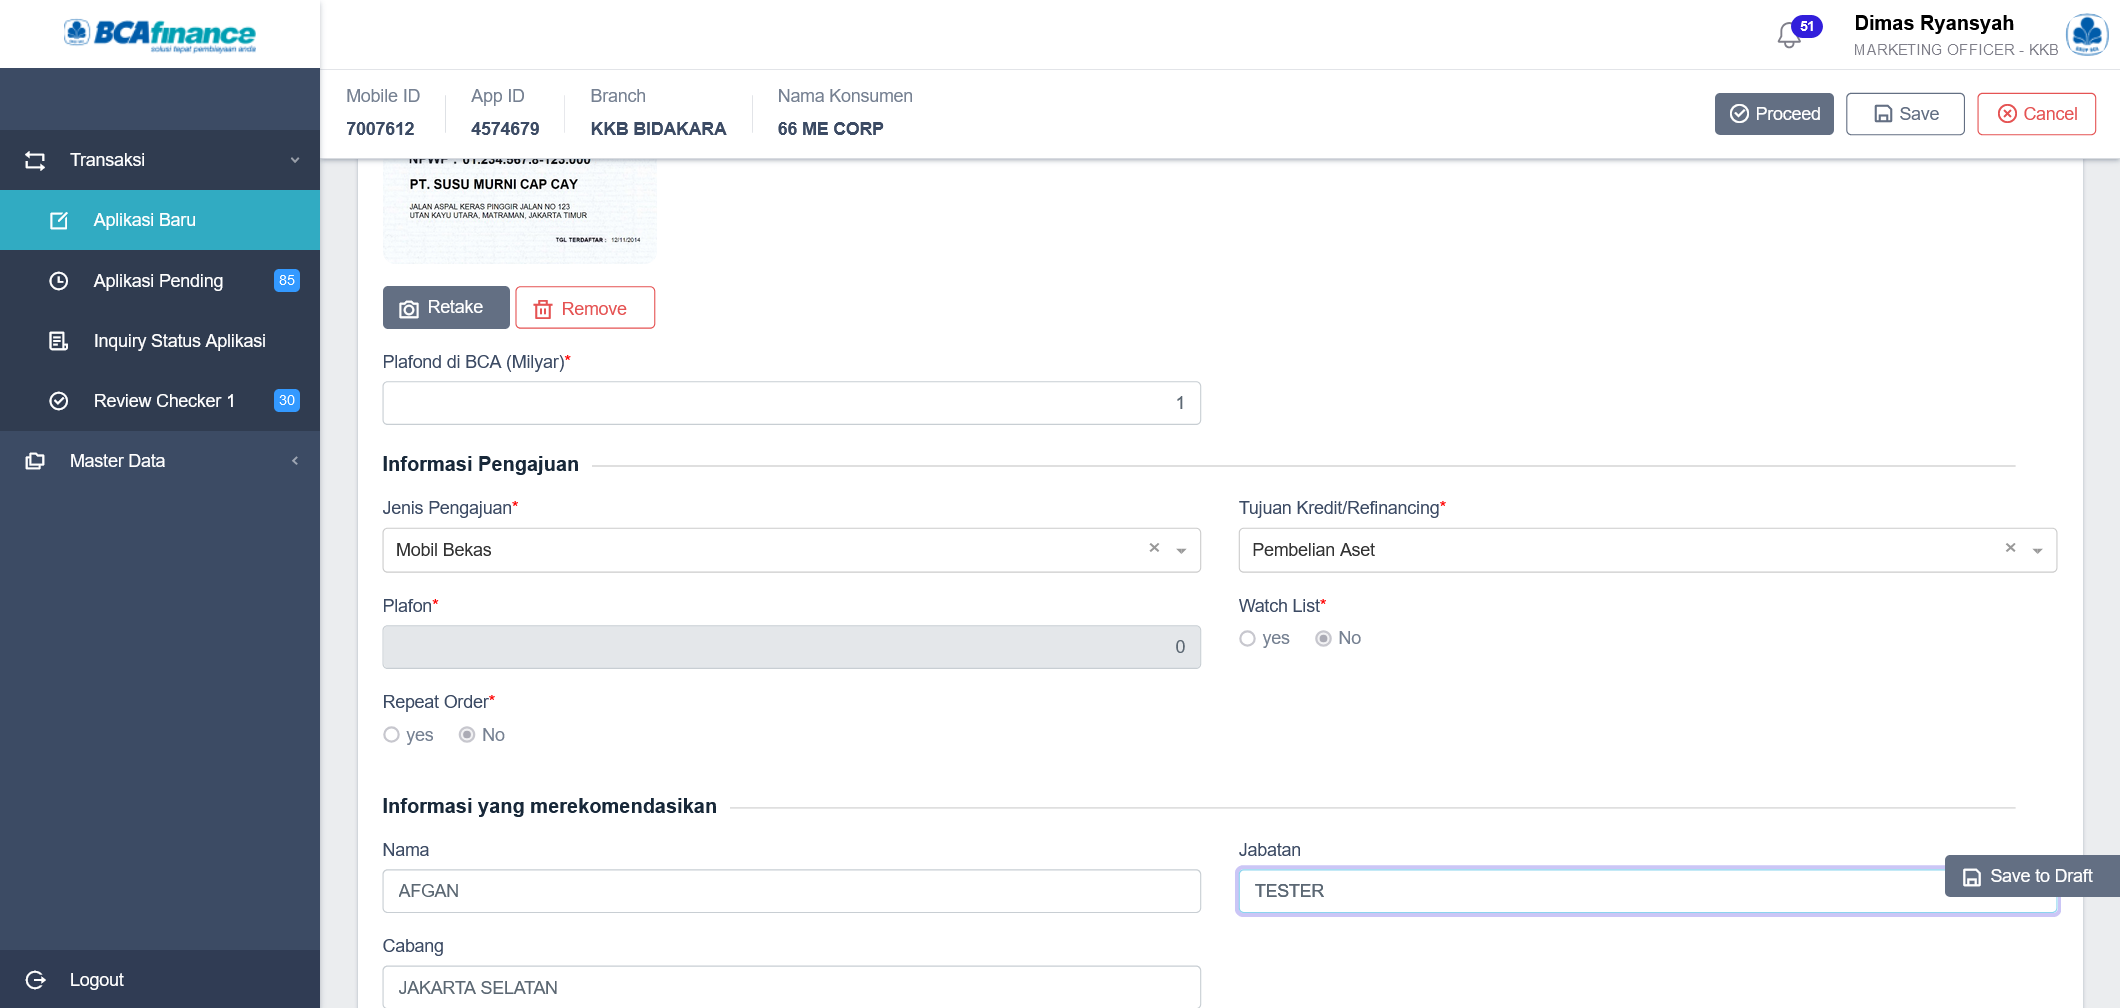 BCAfinance
solusi tepat pembiayaan anda
51
Dimas Ryansyah
MARKETING OFFICER - KKB
Mobile ID
7007612
App ID
4574679
Branch
KKB BIDAKARA
Nama Konsumen
66 ME CORP
Proceed
Save
Cancel
Transaksi
Aplikasi Baru
Aplikasi Pending
85
Inquiry Status Aplikasi
Review Checker 1
30
Master Data
Logout
NPWP : 01.234.567.8-123.000
PT. SUSU MURNI CAP CAY
JALAN ASPAL KERAS PINGGIR JALAN NO 123
UTAN KAYU UTARA, MATRAMAN, JAKARTA TIMUR
TGL TERDAFTAR : 12/11/2014
Retake
Remove
Plafond di BCA (Milyar)*
1
Informasi Pengajuan
Jenis Pengajuan*
Mobil Bekas
Tujuan Kredit/Refinancing*
Pembelian Aset
Plafon*
0
Watch List*
yes No
Repeat Order*
yes No
Informasi yang merekomendasikan
Nama
AFGAN
Jabatan
TESTER
Save to Draft
Cabang
JAKARTA SELATAN